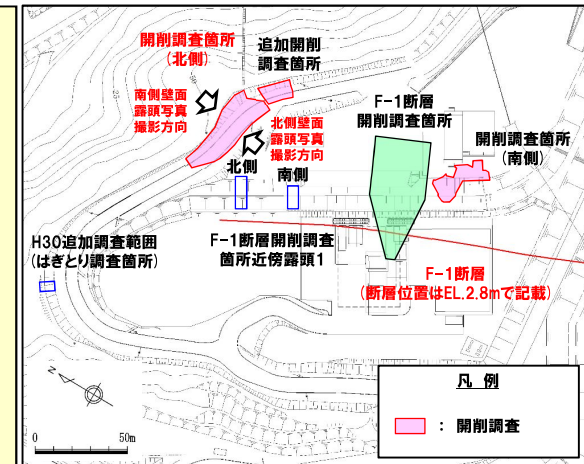 開削調査箇所
(北側)
追加開削
調査箇所
南側壁面
露頭写真
撮影方向
北側壁面
露頭写真
撮影方向
F-1断層
開削調査箇所
開削調査箇所
(南側)
北側
南側
H30追加調査範囲
(はぎとり調査箇所)
F-1断層開削調査
箇所近傍露頭1
F-1断層
(断層位置はEL.2.8mで記載)
N
0
50m
凡 例
: 開削調査